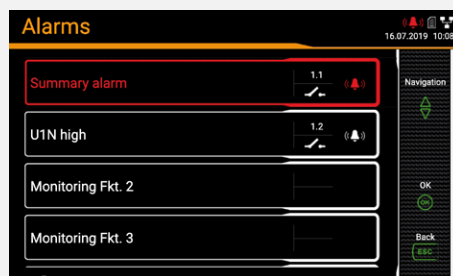 Alarms
16.07.2019 10:08
Summary alarm
1.1
Navigation
U1N high
1.2
Monitoring Fkt. 2
OK
OK
Monitoring Fkt. 3
Back
ESC